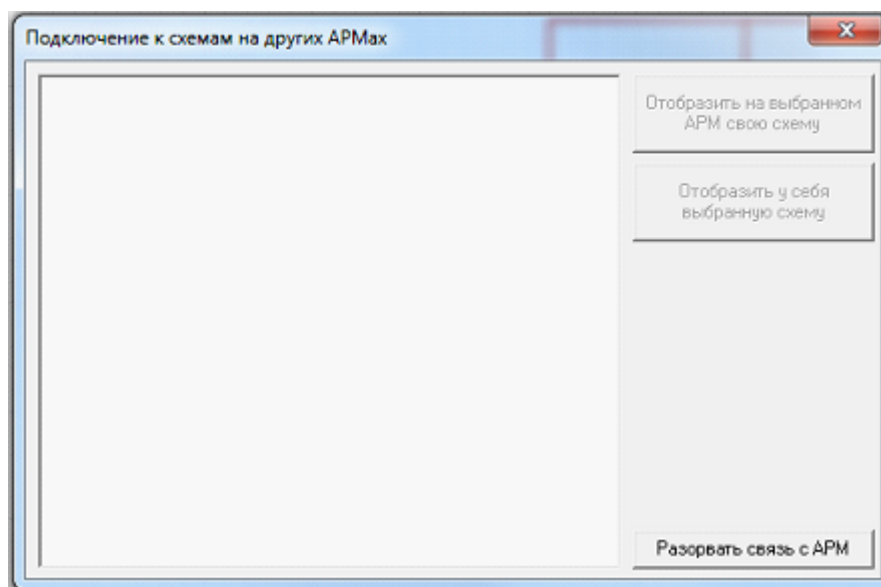 Подключение к схемам на других АРМах
Отобразить на выбранном
АРМ свою схему
Отобразить у себя
выбранную схему
Разорвать связь с АРМ